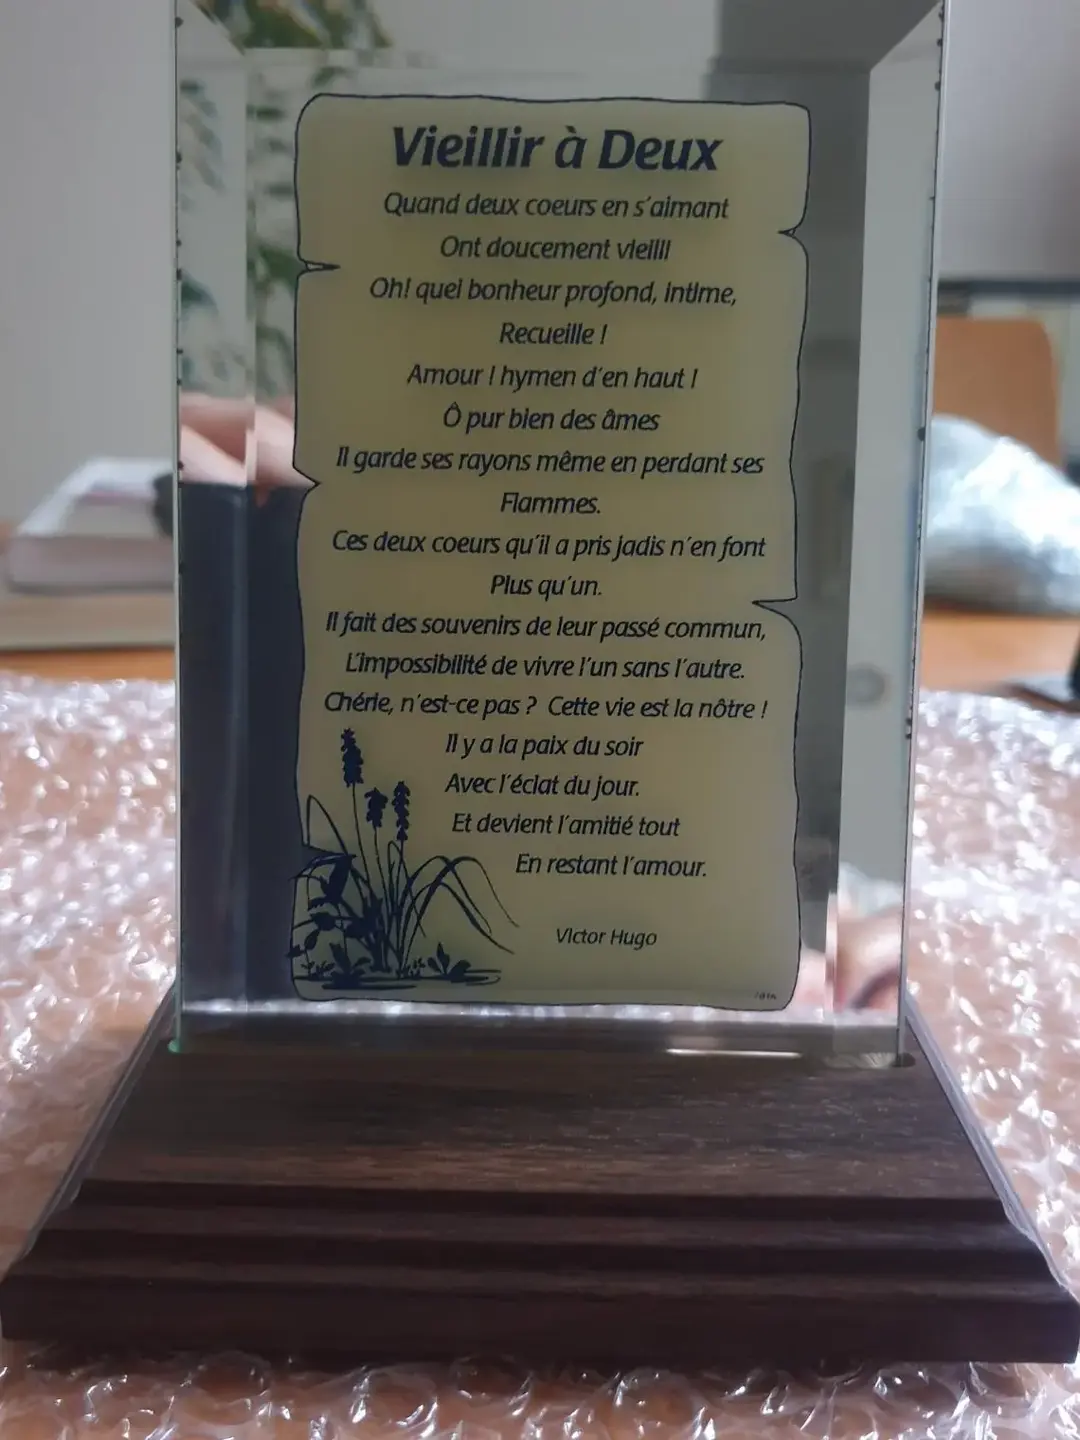 Vieillir à Deux
Quand deux coeurs en s'aimant
Ont doucement vieilli
Oh! quel bonheur profond, intime,
Recueille !
Amour ! hymen d'en haut !
Ô pur bien des âmes
Il garde ses rayons même en perdant ses
Flammes.
Ces deux coeurs qu'il a pris jadis n'en font
Plus qu'un.
Il fait des souvenirs de leur passé commun,
L'impossibilité de vivre l'un sans l'autre.
Chérie, n'est-ce pas ? Cette vie est la nôtre !
Il y a la paix du soir
Avec l'éclat du jour.
Et devient l'amitié tout
En restant l'amour.
Victor Hugo